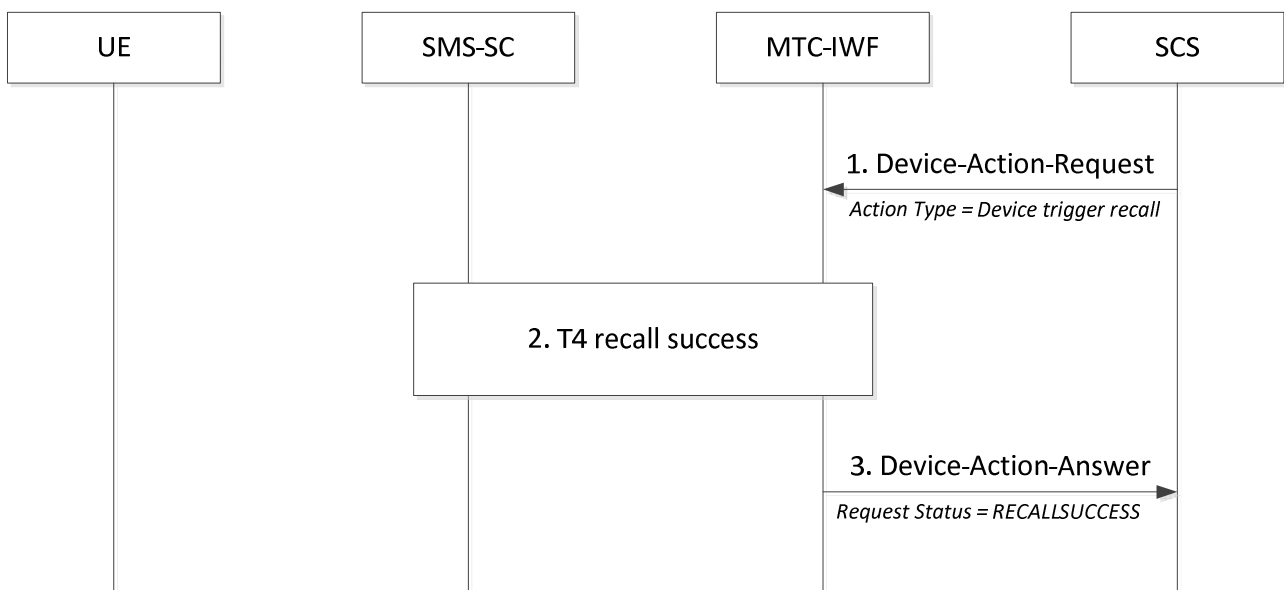 UE
SMS-SC
MTC-IWF
SCS
1. Device-Action-Request
Action Type = Device trigger recall
2. T4 recall success
3. Device-Action-Answer
Request Status = RECALLSUCCESS